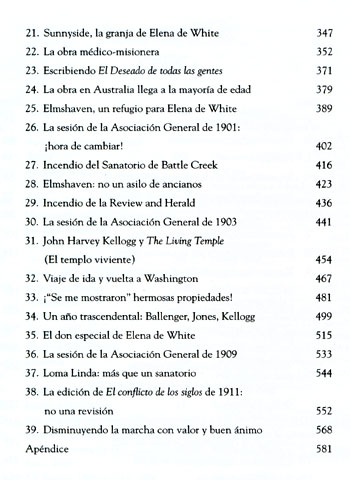 21. Sunnyside, la granja de Elena de White 347
22. La obra médico-misionera 352
23. Escribiendo El Deseado de todas las gentes 371
24. La obra en Australia llega a la mayoría de edad 379
25. Elmshaven, un refugio para Elena de White 389
26. La sesión de la Asociación General de 1901:
¡hora de cambiar! 402
27. Incendio del Sanatorio de Battle Creek 416
28. Elmshaven: no un asilo de ancianos 423
29. Incendio de la Review and Herald 436
30. La sesión de la Asociación General de 1903 441
31. John Harvey Kellogg y The Living Temple
(El templo viviente) 454
32. Viaje de ida y vuelta a Washington 467
33. ¡"Se me mostraron" hermosas propiedades! 481
34. Un año trascendental: Ballenger, Jones, Kellogg 499
35. El don especial de Elena de White 515
36. La sesión de la Asociación General de 1909 533
37. Loma Linda: más que un sanatorio 544
38. La edición de El conflicto de los siglos de 1911:
no una revisión 552
39. Disminuyendo la marcha con valor y buen ánimo 568
Apéndice 581